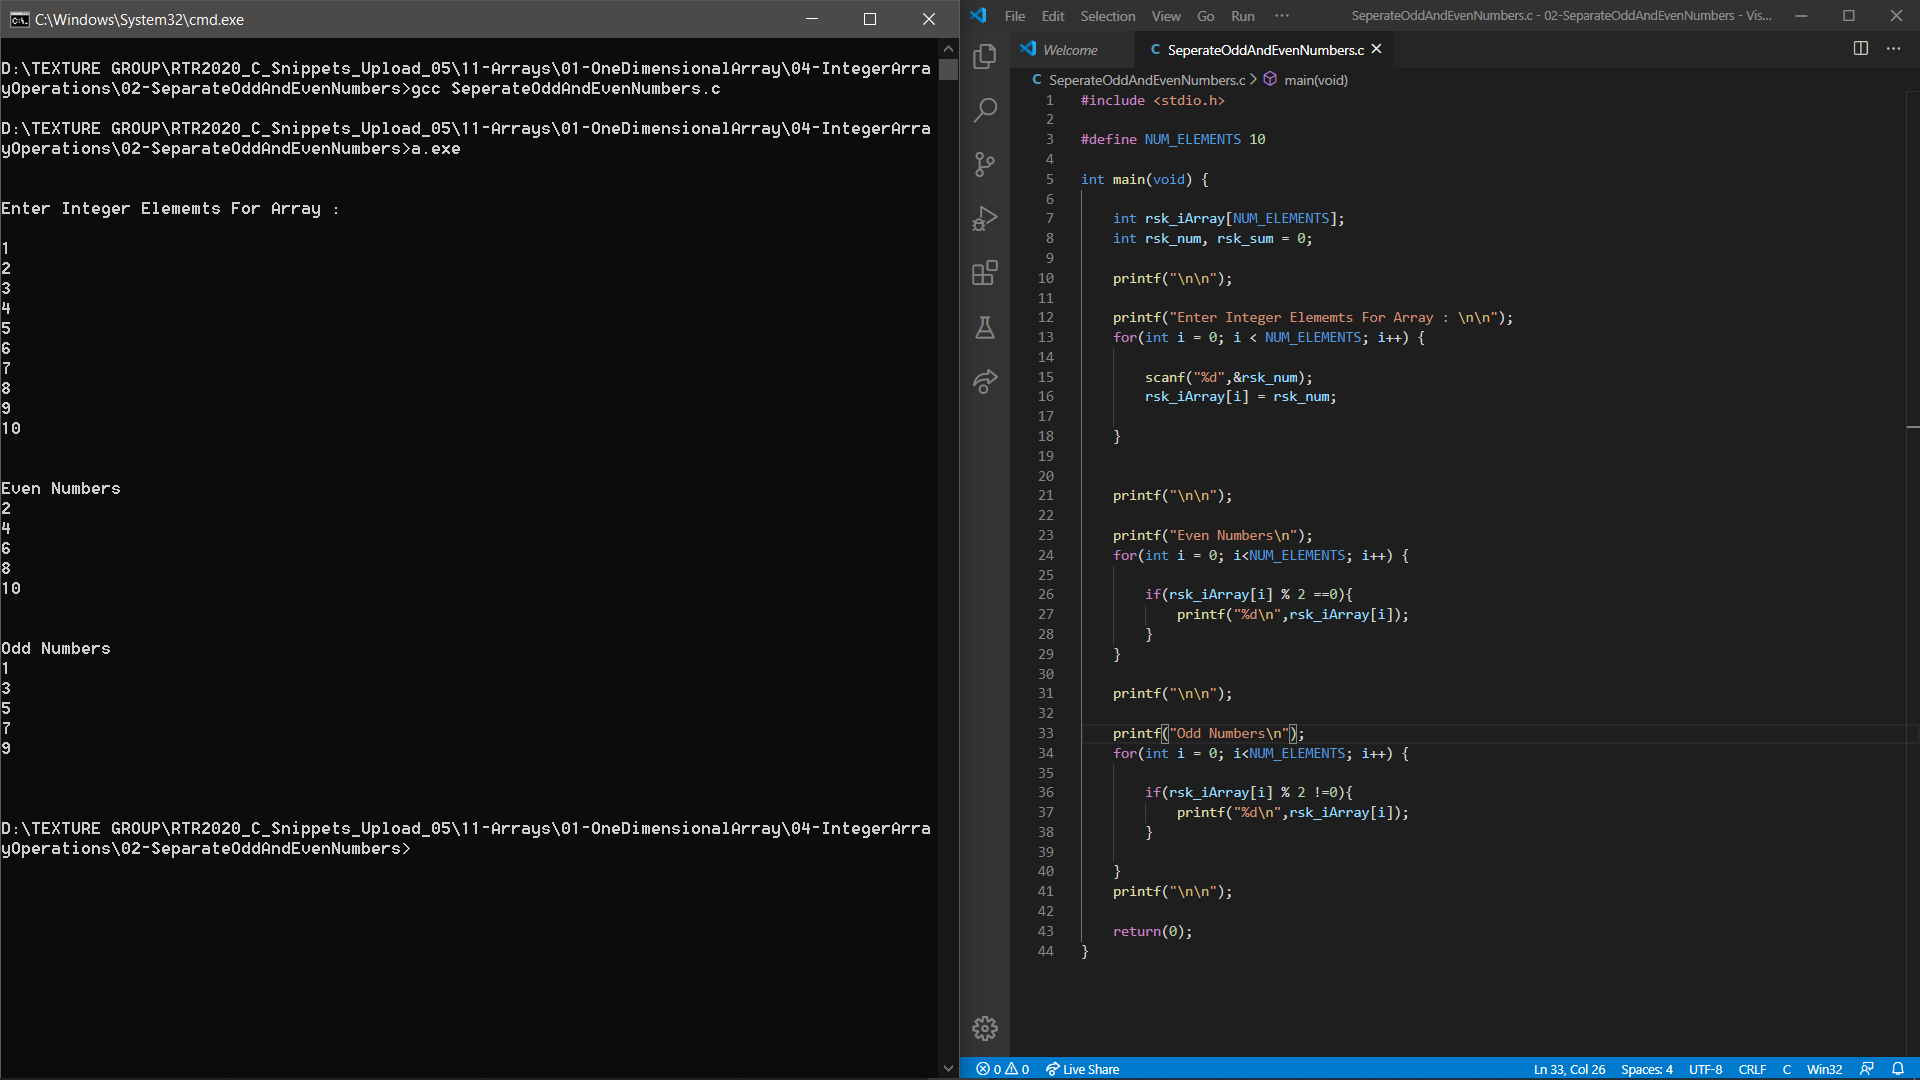 C:\Windows\System32\cmd.exe
D:\TEXTURE GROUP\RTR2020_C_Snippets_Upload_05\11-Arrays\01-OneDimensionalArray\04-IntegerArra
yOperations\02-SeparateOddAndEvenNumbers>gcc SeperateOddAndEvenNumbers.c
D:\TEXTURE GROUP\RTR2020_C_Snippets_Upload_05\11-Arrays\01-OneDimensionalArray\04-IntegerArra
yOperations\02-SeparateOddAndEvenNumbers>a.exe
Enter Integer Elememts For Array :
1
2
3
4
5
6
7
8
9
10
Even Numbers
2
4
6
8
10
Odd Numbers
1
3
5
7
9
D:\TEXTURE GROUP\RTR2020_C_Snippets_Upload_05\11-Arrays\01-OneDimensionalArray\04-IntegerArra
yOperations\02-SeparateOddAndEvenNumbers>
File Edit Selection View Go Run ··· SeperateOddAndEvenNumbers.c - 02-SeparateOddAndEvenNumbers - Vis...
Welcome C SeperateOddAndEvenNumbers.c
C SeperateOddAndEvenNumbers.c > main(void)
1 #include <stdio.h>
2
3 #define NUM_ELEMENTS 10
4
5 int main(void) {
6
7 int rsk_iArray[NUM_ELEMENTS];
8 int rsk_num, rsk_sum = 0;
9
10 printf("\n\n");
11
12 printf("Enter Integer Elememts For Array : \n\n");
13 for(int i = 0; i < NUM_ELEMENTS; i++) {
14
15 scanf("%d",&rsk_num);
16 rsk_iArray[i] = rsk_num;
17
18 }
19
20
21 printf("\n\n");
22
23 printf("Even Numbers\n");
24 for(int i = 0; i<NUM_ELEMENTS; i++) {
25
26 if(rsk_iArray[i] % 2 ==0){
27 printf("%d\n",rsk_iArray[i]);
28 }
29 }
30
31 printf("\n\n");
32
33 printf("Odd Numbers\n");
34 for(int i = 0; i<NUM_ELEMENTS; i++) {
35
36 if(rsk_iArray[i] % 2 !=0){
37 printf("%d\n",rsk_iArray[i]);
38 }
39
40 }
41 printf("\n\n");
42
43 return(0);
44 }
0 0 Live Share Ln 33, Col 26 Spaces: 4 UTF-8 CRLF C Win32